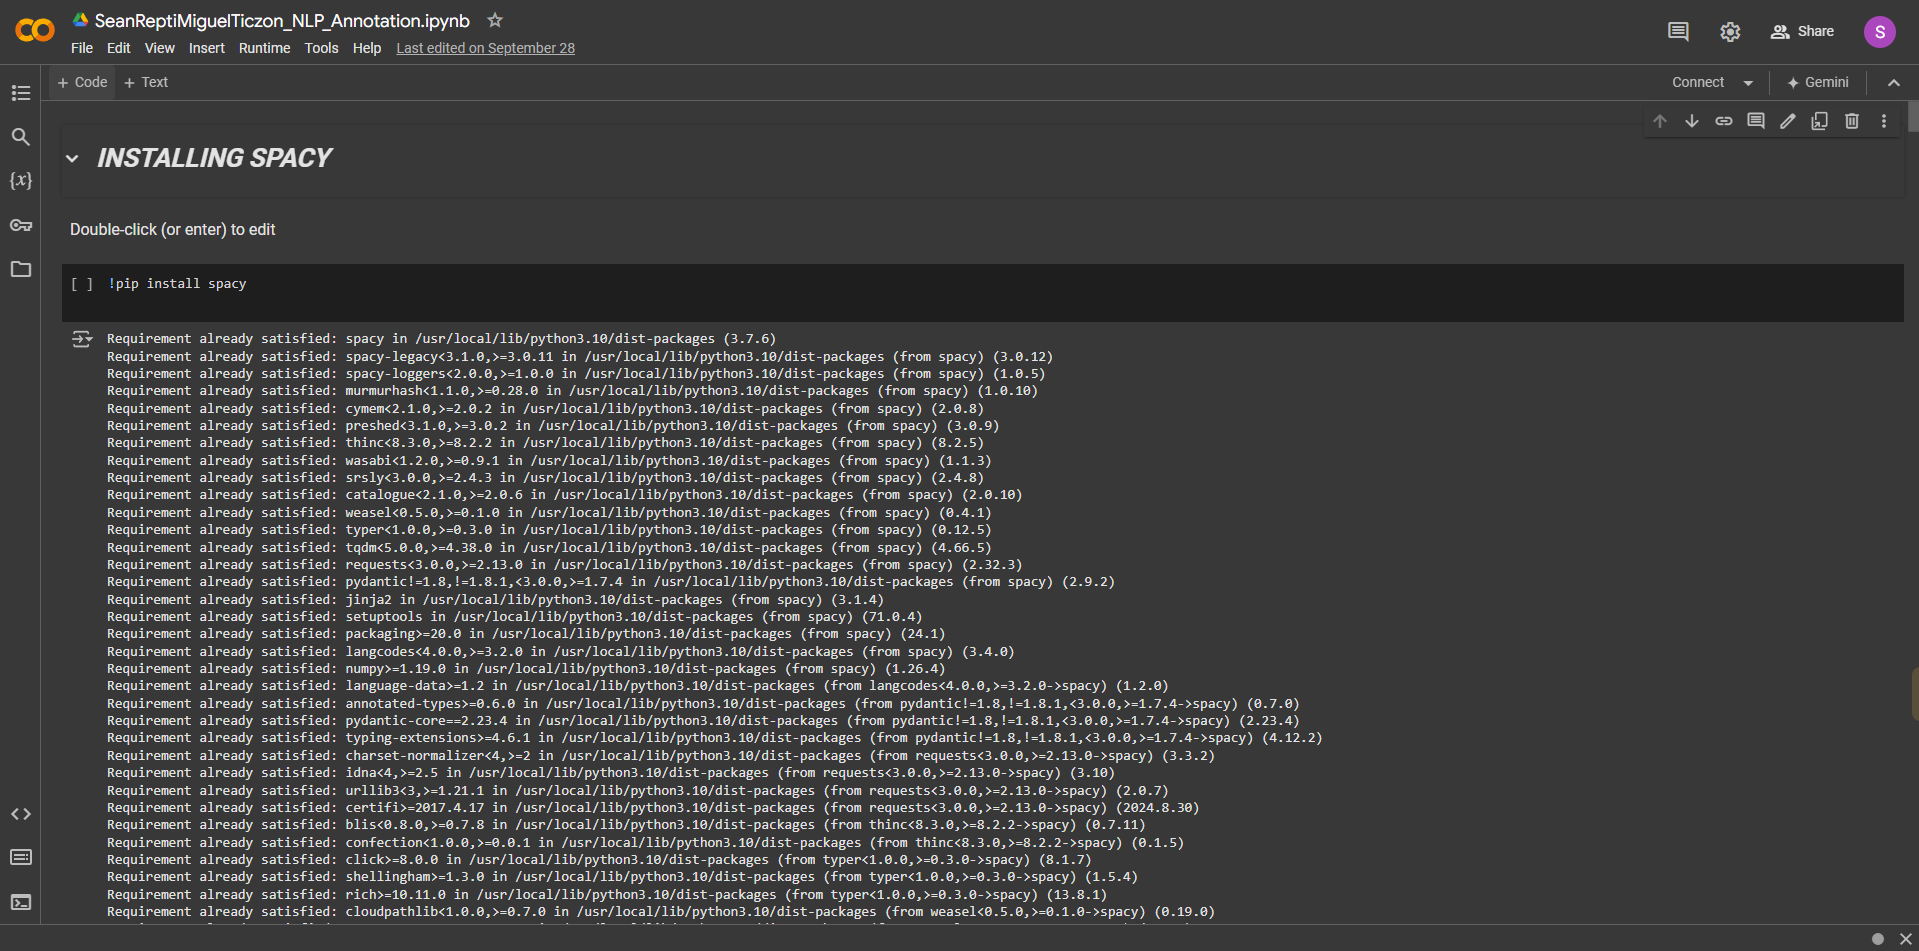 SeanReptiMiguelTiczon_NLP_Annotation.ipynb
File Edit View Insert Runtime Tools Help Last edited on September 28
Share
S
+ Code + Text
Connect
Gemini
INSTALLING SPACY
Double-click (or enter) to edit
[ ] !pip install spacy
Requirement already satisfied: spacy in /usr/local/lib/python3.10/dist-packages (3.7.6)
Requirement already satisfied: spacy-legacy<3.1.0,>=3.0.11 in /usr/local/lib/python3.10/dist-packages (from spacy) (3.0.12)
Requirement already satisfied: spacy-loggers<2.0.0,>=1.0.0 in /usr/local/lib/python3.10/dist-packages (from spacy) (1.0.5)
Requirement already satisfied: murmurhash<1.1.0,>=0.28.0 in /usr/local/lib/python3.10/dist-packages (from spacy) (1.0.10)
Requirement already satisfied: cymem<2.1.0,>=2.0.2 in /usr/local/lib/python3.10/dist-packages (from spacy) (2.0.8)
Requirement already satisfied: preshed<3.1.0,>=3.0.2 in /usr/local/lib/python3.10/dist-packages (from spacy) (3.0.9)
Requirement already satisfied: thinc<8.3.0,>=8.2.2 in /usr/local/lib/python3.10/dist-packages (from spacy) (8.2.5)
Requirement already satisfied: wasabi<1.2.0,>=0.9.1 in /usr/local/lib/python3.10/dist-packages (from spacy) (1.1.3)
Requirement already satisfied: srsly<3.0.0,>=2.4.3 in /usr/local/lib/python3.10/dist-packages (from spacy) (2.4.8)
Requirement already satisfied: catalogue<2.1.0,>=2.0.6 in /usr/local/lib/python3.10/dist-packages (from spacy) (2.0.10)
Requirement already satisfied: weasel<0.5.0,>=0.1.0 in /usr/local/lib/python3.10/dist-packages (from spacy) (0.4.1)
Requirement already satisfied: typer<1.0.0,>=0.3.0 in /usr/local/lib/python3.10/dist-packages (from spacy) (0.12.5)
Requirement already satisfied: tqdm<5.0.0,>=4.38.0 in /usr/local/lib/python3.10/dist-packages (from spacy) (4.66.5)
Requirement already satisfied: requests<3.0.0,>=2.13.0 in /usr/local/lib/python3.10/dist-packages (from spacy) (2.32.3)
Requirement already satisfied: pydantic!=1.8,!=1.8.1,<3.0.0,>=1.7.4 in /usr/local/lib/python3.10/dist-packages (from spacy) (2.9.2)
Requirement already satisfied: jinja2 in /usr/local/lib/python3.10/dist-packages (from spacy) (3.1.4)
Requirement already satisfied: setuptools in /usr/local/lib/python3.10/dist-packages (from spacy) (71.0.4)
Requirement already satisfied: packaging>=20.0 in /usr/local/lib/python3.10/dist-packages (from spacy) (24.1)
Requirement already satisfied: langcodes<4.0.0,>=3.2.0 in /usr/local/lib/python3.10/dist-packages (from spacy) (3.4.0)
Requirement already satisfied: numpy>=1.19.0 in /usr/local/lib/python3.10/dist-packages (from spacy) (1.26.4)
Requirement already satisfied: language-data>=1.2 in /usr/local/lib/python3.10/dist-packages (from langcodes<4.0.0,>=3.2.0->spacy) (1.2.0)
Requirement already satisfied: annotated-types>=0.6.0 in /usr/local/lib/python3.10/dist-packages (from pydantic!=1.8,!=1.8.1,<3.0.0,>=1.7.4->spacy) (0.7.0)
Requirement already satisfied: pydantic-core==2.23.4 in /usr/local/lib/python3.10/dist-packages (from pydantic!=1.8,!=1.8.1,<3.0.0,>=1.7.4->spacy) (2.23.4)
Requirement already satisfied: typing-extensions>=4.6.1 in /usr/local/lib/python3.10/dist-packages (from pydantic!=1.8,!=1.8.1,<3.0.0,>=1.7.4->spacy) (4.12.2)
Requirement already satisfied: charset-normalizer<4,>=2 in /usr/local/lib/python3.10/dist-packages (from requests<3.0.0,>=2.13.0->spacy) (3.3.2)
Requirement already satisfied: idna<4,>=2.5 in /usr/local/lib/python3.10/dist-packages (from requests<3.0.0,>=2.13.0->spacy) (3.10)
Requirement already satisfied: urllib3<3,>=1.21.1 in /usr/local/lib/python3.10/dist-packages (from requests<3.0.0,>=2.13.0->spacy) (2.0.7)
Requirement already satisfied: certifi>=2017.4.17 in /usr/local/lib/python3.10/dist-packages (from requests<3.0.0,>=2.13.0->spacy) (2024.8.30)
Requirement already satisfied: blis<0.8.0,>=0.7.8 in /usr/local/lib/python3.10/dist-packages (from thinc<8.3.0,>=8.2.2->spacy) (0.7.11)
Requirement already satisfied: confection<1.0.0,>=0.0.1 in /usr/local/lib/python3.10/dist-packages (from thinc<8.3.0,>=8.2.2->spacy) (0.1.5)
Requirement already satisfied: click>=8.0.0 in /usr/local/lib/python3.10/dist-packages (from typer<1.0.0,>=0.3.0->spacy) (8.1.7)
Requirement already satisfied: shellingham>=1.3.0 in /usr/local/lib/python3.10/dist-packages (from typer<1.0.0,>=0.3.0->spacy) (1.5.4)
Requirement already satisfied: rich>=10.11.0 in /usr/local/lib/python3.10/dist-packages (from typer<1.0.0,>=0.3.0->spacy) (13.8.1)
Requirement already satisfied: cloudpathlib<1.0.0,>=0.7.0 in /usr/local/lib/python3.10/dist-packages (from weasel<0.5.0,>=0.1.0->spacy) (0.19.0)